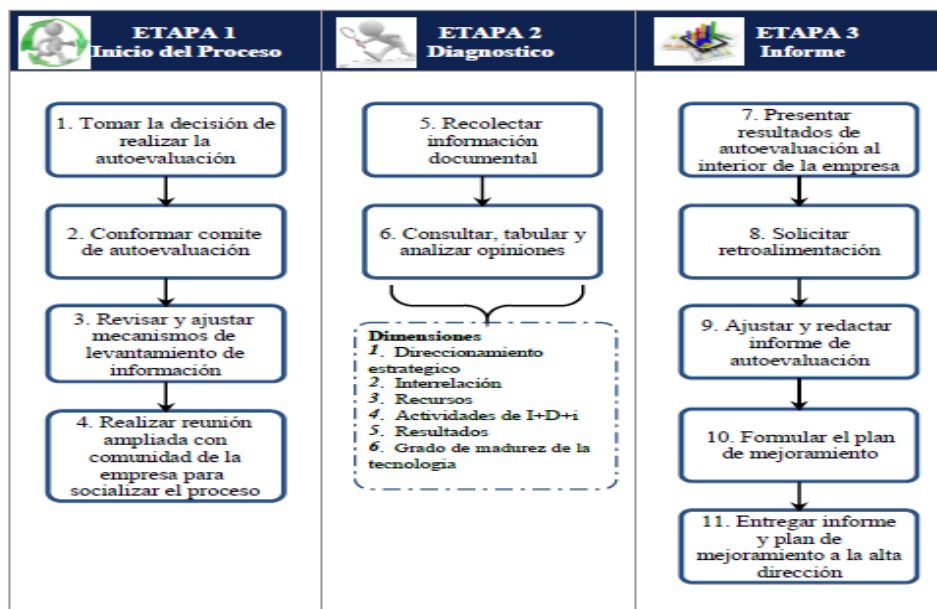 ETAPA 1
Inicio del Proceso
1. Tomar la decisión de
realizar la
autoevaluación
2. Conformar comite
de autoevaluación
3. Revisar y ajustar
mecanismos de
levantamiento de
información
4. Realizar reunión
ampliada con
comunidad de la
empresa para
socializar el proceso
ETAPA 2
Diagnostico
5. Recolectar
información
documental
6. Consultar, tabular y
analizar opiniones
Dimensiones
1. Direccionamiento
estrategico
2. Interrelación
3. Recursos
4. Actividades de I+D+i
5. Resultados
6. Grado de madurez de la
tecnologia
ETAPA 3
Informe
7. Presentar
resultados de
autoevaluación al
interior de la empresa
8. Solicitar
retroalimentación
9. Ajustar y redactar
informe de
autoevaluación
10. Formular el plan
de mejoramiento
11. Entregar informe
y plan de
mejoramiento a la alta
dirección